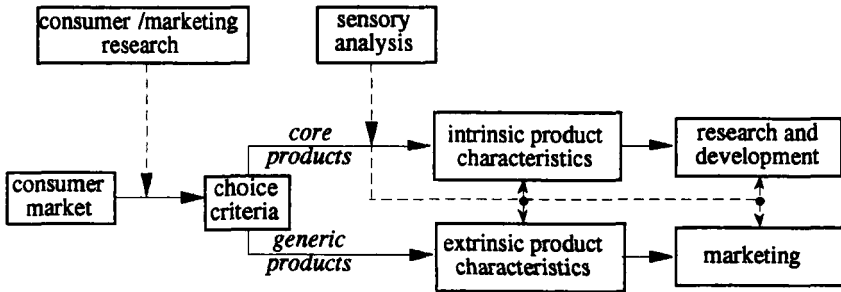 consumer /marketing
research
sensory
analysis
core
products
intrinsic product
characteristics
research and
development
consumer
market
choice
criteria
generic
products
extrinsic product
characteristics
marketing